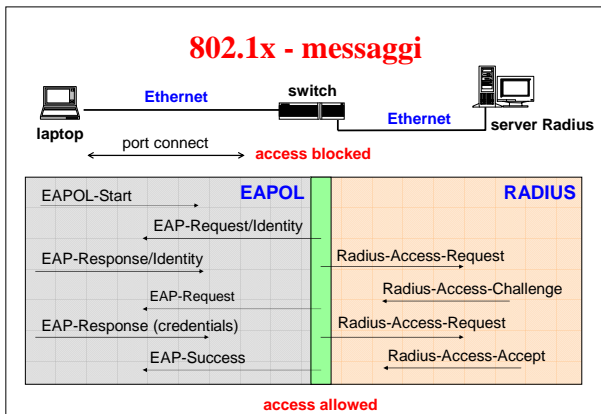 802.1x - messaggi
Ethernet
switch
Ethernet
laptop
server Radius
port connect
access blocked
EAPOL
RADIUS
EAPOL-Start
EAP-Request/Identity
EAP-Response/Identity
Radius-Access-Request
EAP-Request
Radius-Access-Challenge
EAP-Response (credentials)
Radius-Access-Request
EAP-Success
Radius-Access-Accept
access allowed